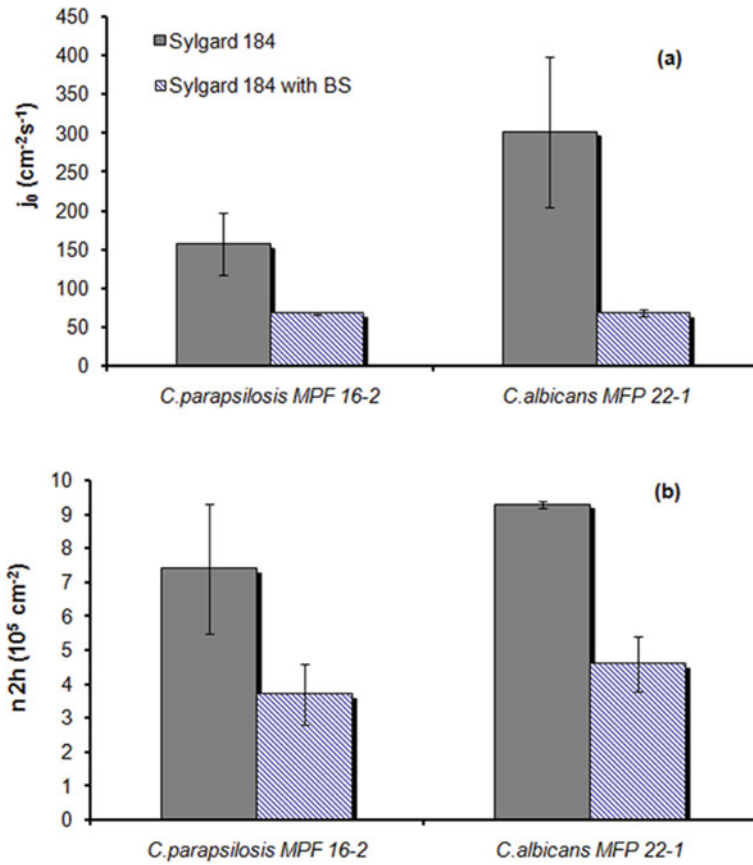 Sylgard 184
Sylgard 184 with BS
(a)
j₀ (cm⁻²s⁻¹)
450
400
350
300
250
200
150
100
50
0
C.parapsilosis MPF 16-2
C.albicans MFP 22-1
(b)
n 2h (10⁵ cm⁻²)
10
9
8
7
6
5
4
3
2
1
0
C.parapsilosis MPF 16-2
C.albicans MFP 22-1